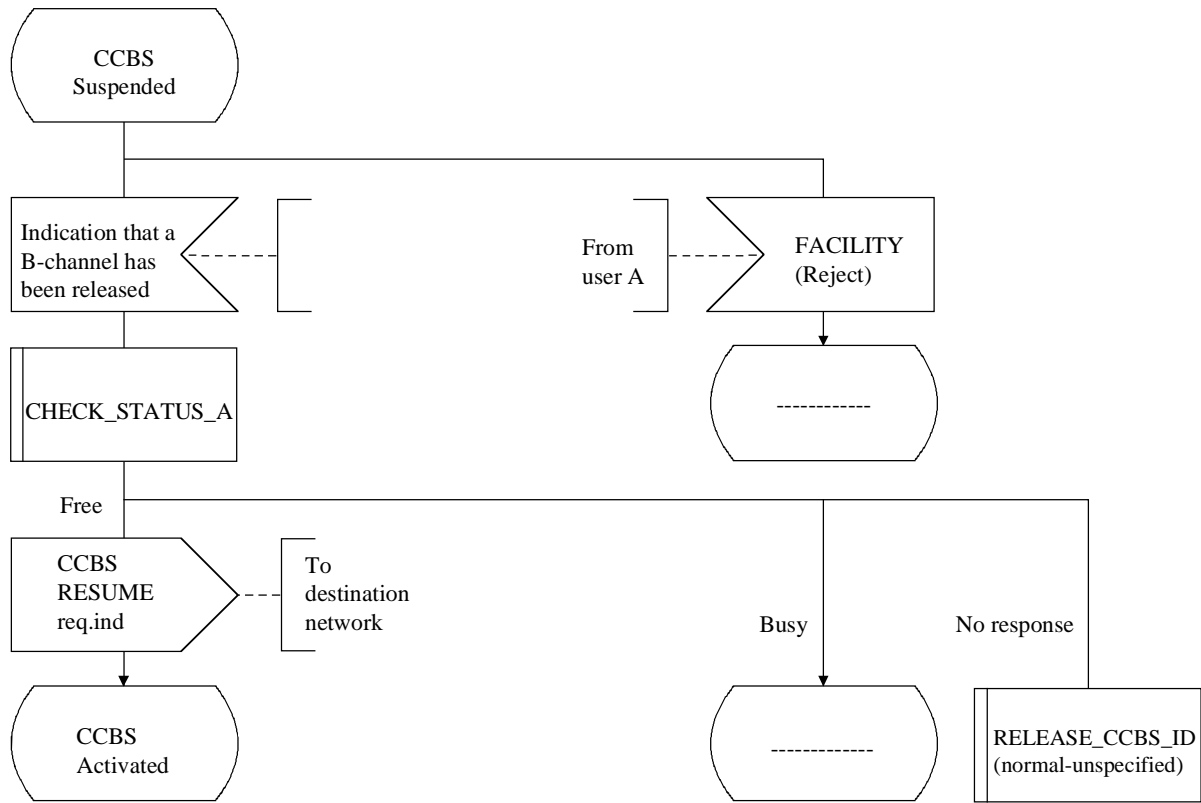 CCBS
Suspended
Indication that a
B-channel has
been released
From
user A
FACILITY
(Reject)
CHECK_STATUS_A
------------
Free
CCBS
RESUME
req.ind
To
destination
network
Busy
No response
CCBS
Activated
-------------
RELEASE_CCBS_ID
(normal-unspecified)